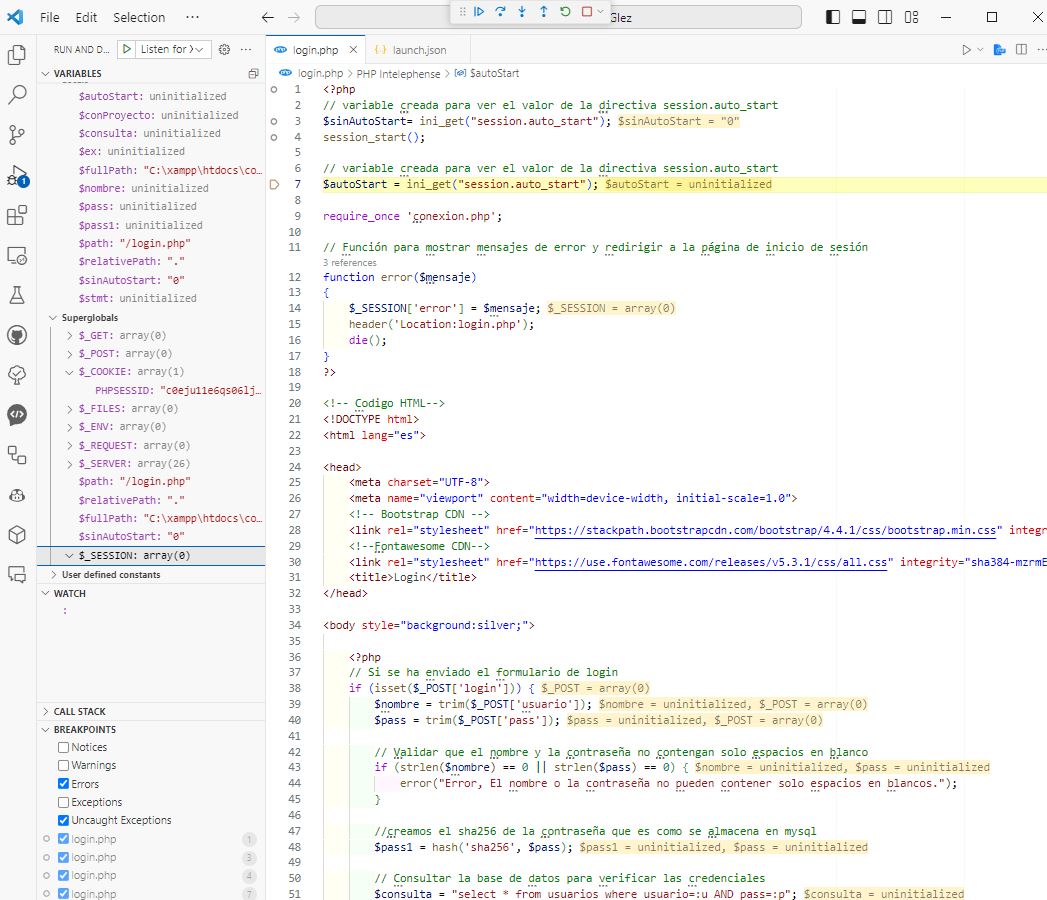 File Edit Selection ··· Glez
RUN AND D... Listen for X ···
VARIABLES
$autoStart: uninitialized
$conProyecto: uninitialized
$consulta: uninitialized
$ex: uninitialized
$fullPath: "C:\xampp\htdocs\co...
$nombre: uninitialized
$pass: uninitialized
$pass1: uninitialized
$path: "/login.php"
$relativePath: "."
$sinAutoStart: "0"
$stmt: uninitialized
Superglobals
$_GET: array(0)
$_POST: array(0)
$_COOKIE: array(1)
PHPSESSID: "c0eju11e6qs06lj...
$_FILES: array(0)
$_ENV: array(0)
$_REQUEST: array(0)
$_SERVER: array(26)
$path: "/login.php"
$relativePath: "."
$fullPath: "C:\xampp\htdocs\co...
$sinAutoStart: "0"
$_SESSION: array(0)
User defined constants
WATCH
:
CALL STACK
BREAKPOINTS
Notices
Warnings
Errors
Exceptions
Uncaught Exceptions
login.php 1
login.php 3
login.php 4
login.php 7
1
login.php launch.json
login.php > PHP Intelephense > $autoStart
1 <?php
2 // variable creada para ver el valor de la directiva session.auto_start
3 $sinAutoStart= ini_get("session.auto_start"); $sinAutoStart = "0"
4 session_start();
5
6 // variable creada para ver el valor de la directiva session.auto_start
7 $autoStart = ini_get("session.auto_start"); $autoStart = uninitialized
8
9 require_once 'conexion.php';
10
11 // Función para mostrar mensajes de error y redirigir a la página de inicio de sesión
3 references
12 function error($mensaje)
13 {
14 $_SESSION['error'] = $mensaje; $_SESSION = array(0)
15 header('Location:login.php');
16 die();
17 }
18 ?>
19
20 <!-- Codigo HTML-->
21 <!DOCTYPE html>
22 <html lang="es">
23
24 <head>
25 <meta charset="UTF-8">
26 <meta name="viewport" content="width=device-width, initial-scale=1.0">
27 <!-- Bootstrap CDN -->
28 <link rel="stylesheet" href="https://stackpath.bootstrapcdn.com/bootstrap/4.4.1/css/bootstrap.min.css" integr
29 <!--Fontawesome CDN-->
30 <link rel="stylesheet" href="https://use.fontawesome.com/releases/v5.3.1/css/all.css" integrity="sha384-mzrmE
31 <title>Login</title>
32 </head>
33
34 <body style="background:silver;">
35
36 <?php
37 // Si se ha enviado el formulario de login
38 if (isset($_POST['login'])) { $_POST = array(0)
39 $nombre = trim($_POST['usuario']); $nombre = uninitialized, $_POST = array(0)
40 $pass = trim($_POST['pass']); $pass = uninitialized, $_POST = array(0)
41
42 // Validar que el nombre y la contraseña no contengan solo espacios en blanco
43 if (strlen($nombre) == 0 || strlen($pass) == 0) { $nombre = uninitialized, $pass = uninitialized
44 error("Error, El nombre o la contraseña no pueden contener solo espacios en blancos.");
45 }
46
47 //creamos el sha256 de la contraseña que es como se almacena en mysql
48 $pass1 = hash('sha256', $pass); $pass1 = uninitialized, $pass = uninitialized
49
50 // Consultar la base de datos para verificar las credenciales
51 $consulta = "select * from usuarios where usuario=:u AND pass=:p"; $consulta = uninitialized